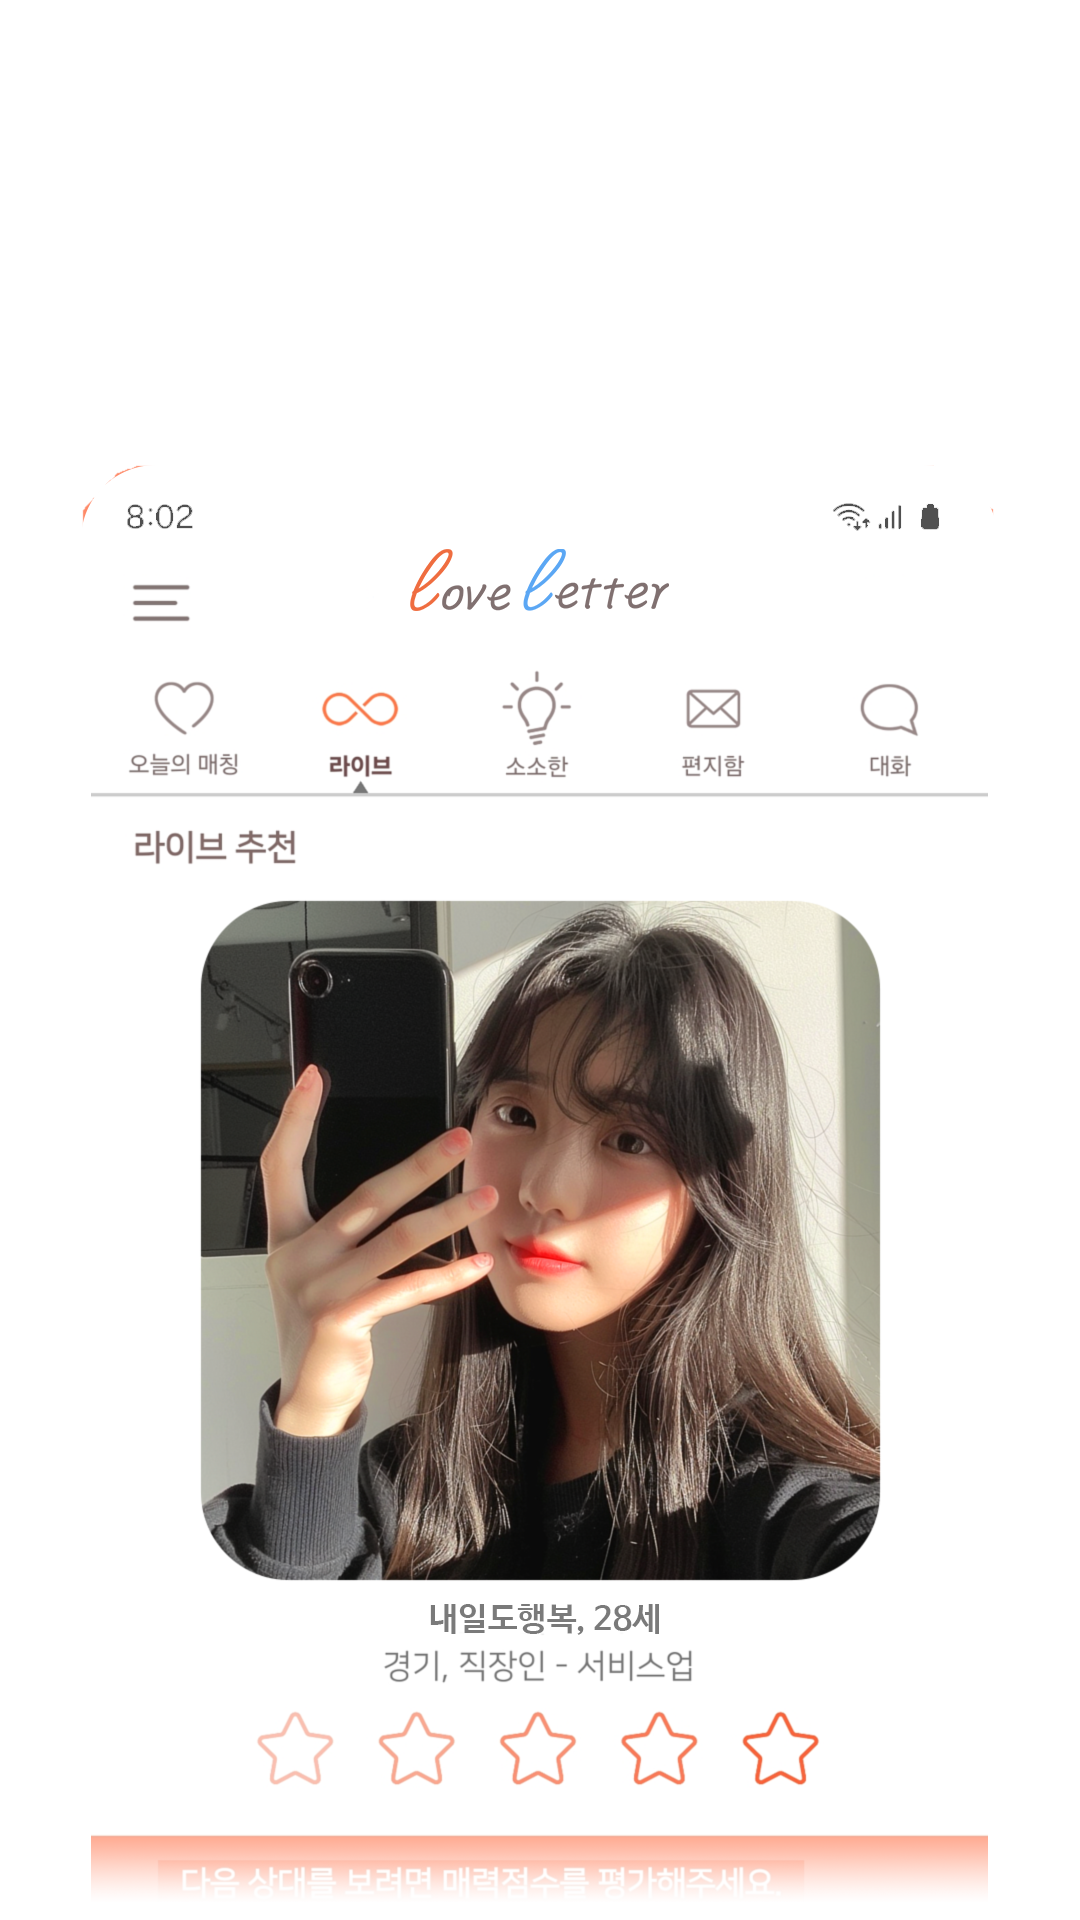 8:02
love letter
오늘의 매칭
라이브
소소한
편지함
대화
라이브 추천
내일도행복, 28세
경기, 직장인 - 서비스업
다음 상대를 보려면 매력점수를 평가해주세요.